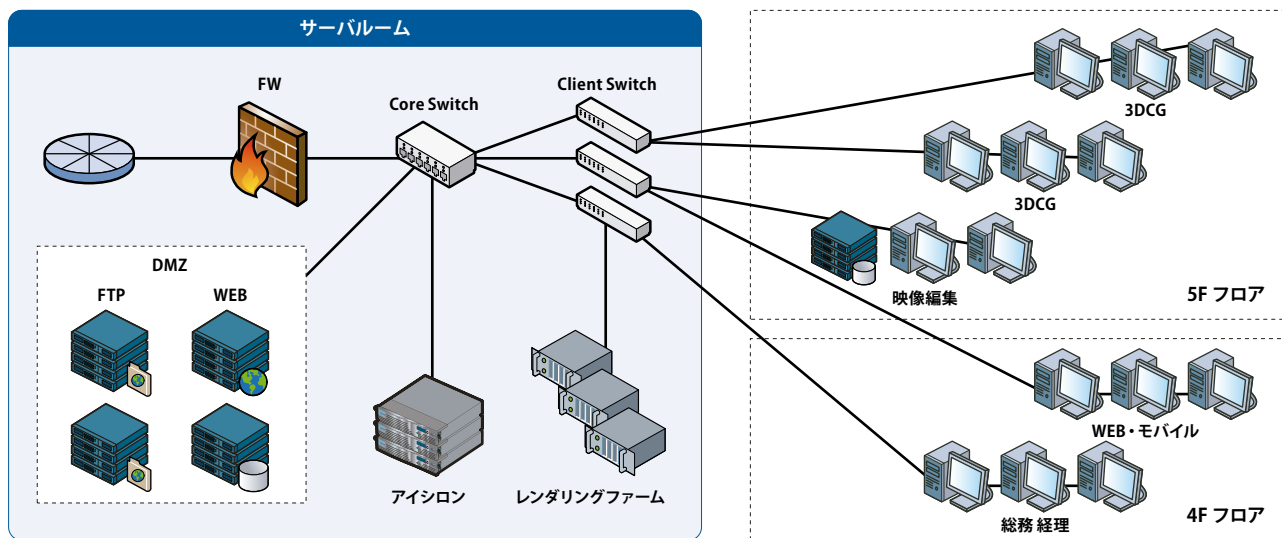 サーバルーム
FW
Core Switch
Client Switch
DMZ
FTP
WEB
アイシロン
レンダリングファーム
3DCG
3DCG
映像編集
5F フロア
WEB・モバイル
総務 経理
4F フロア